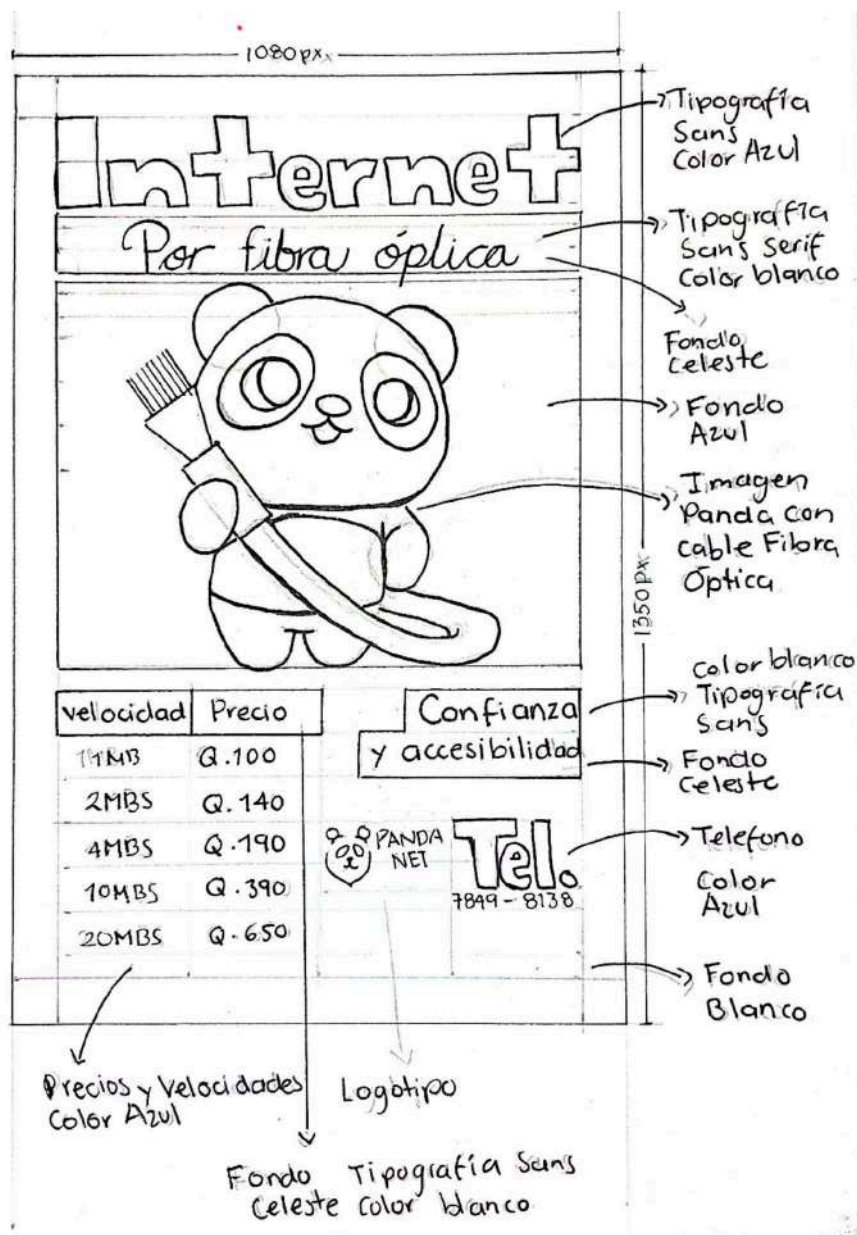 1080px
Internet
Por fibra óptica
Tipografía
Sans
Color Azul
Tipografía
Sans Serif
Color blanco
Fondo
Celeste
Fondo
Azul
Imagen
Panda con
cable Fibra
Óptica
1350px
velocidad Precio
1MB Q.100
2MBS Q.140
4MBS Q.190
10MBS Q.390
20MBS Q.650
Confianza
y accesibilidad
PANDA
NET
Tel.
7849-8138
Color blanco
Tipografía
Sans
Fondo
Celeste
Telefono
Color
Azul
Fondo
Blanco
Precios y Velocidades
Color Azul
Logotipo
Fondo Tipografía Sans
Celeste Color blanco